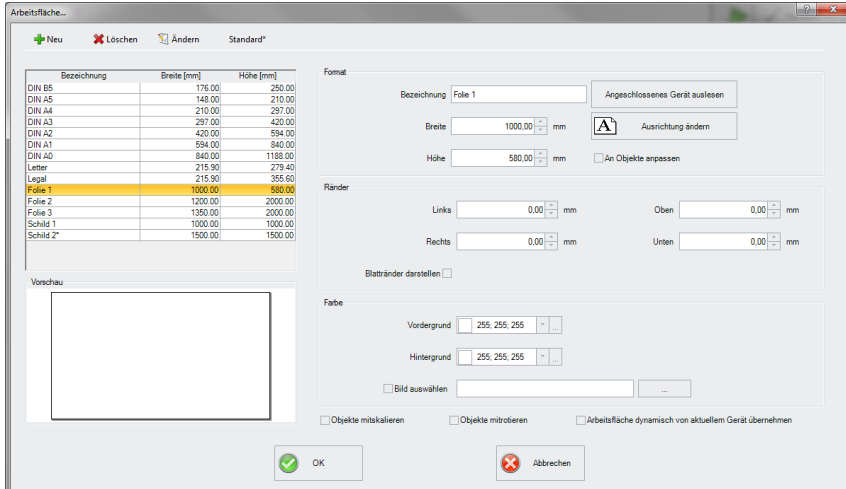 Arbeitsfläche...
Neu Löschen Ändern Standard*
Bezeichnung Breite [mm] Höhe [mm]
DIN B5 176.00 250.00
DIN A5 148.00 210.00
DIN A4 210.00 297.00
DIN A3 297.00 420.00
DIN A2 420.00 594.00
DIN A1 594.00 840.00
DIN A0 840.00 1188.00
Letter 215.90 279.40
Legal 215.90 355.60
Folie 1 1000.00 580.00
Folie 2 1200.00 2000.00
Folie 3 1350.00 2000.00
Schild 1 1000.00 1000.00
Schild 2* 1500.00 1500.00
Vorschau
Format
Bezeichnung Folie 1 Angeschlossenes Gerät auslesen
Breite 1000,00 mm A Ausrichtung ändern
Höhe 580,00 mm An Objekte anpassen
Ränder
Links 0,00 mm Oben 0,00 mm
Rechts 0,00 mm Unten 0,00 mm
Blattränder darstellen
Farbe
Vordergrund 255; 255; 255 ...
Hintergrund 255; 255; 255 ...
Bild auswählen ...
Objekte mitskalieren Objekte mitrotieren Arbeitsfläche dynamisch von aktuellem Gerät übernehmen
OK Abbrechen